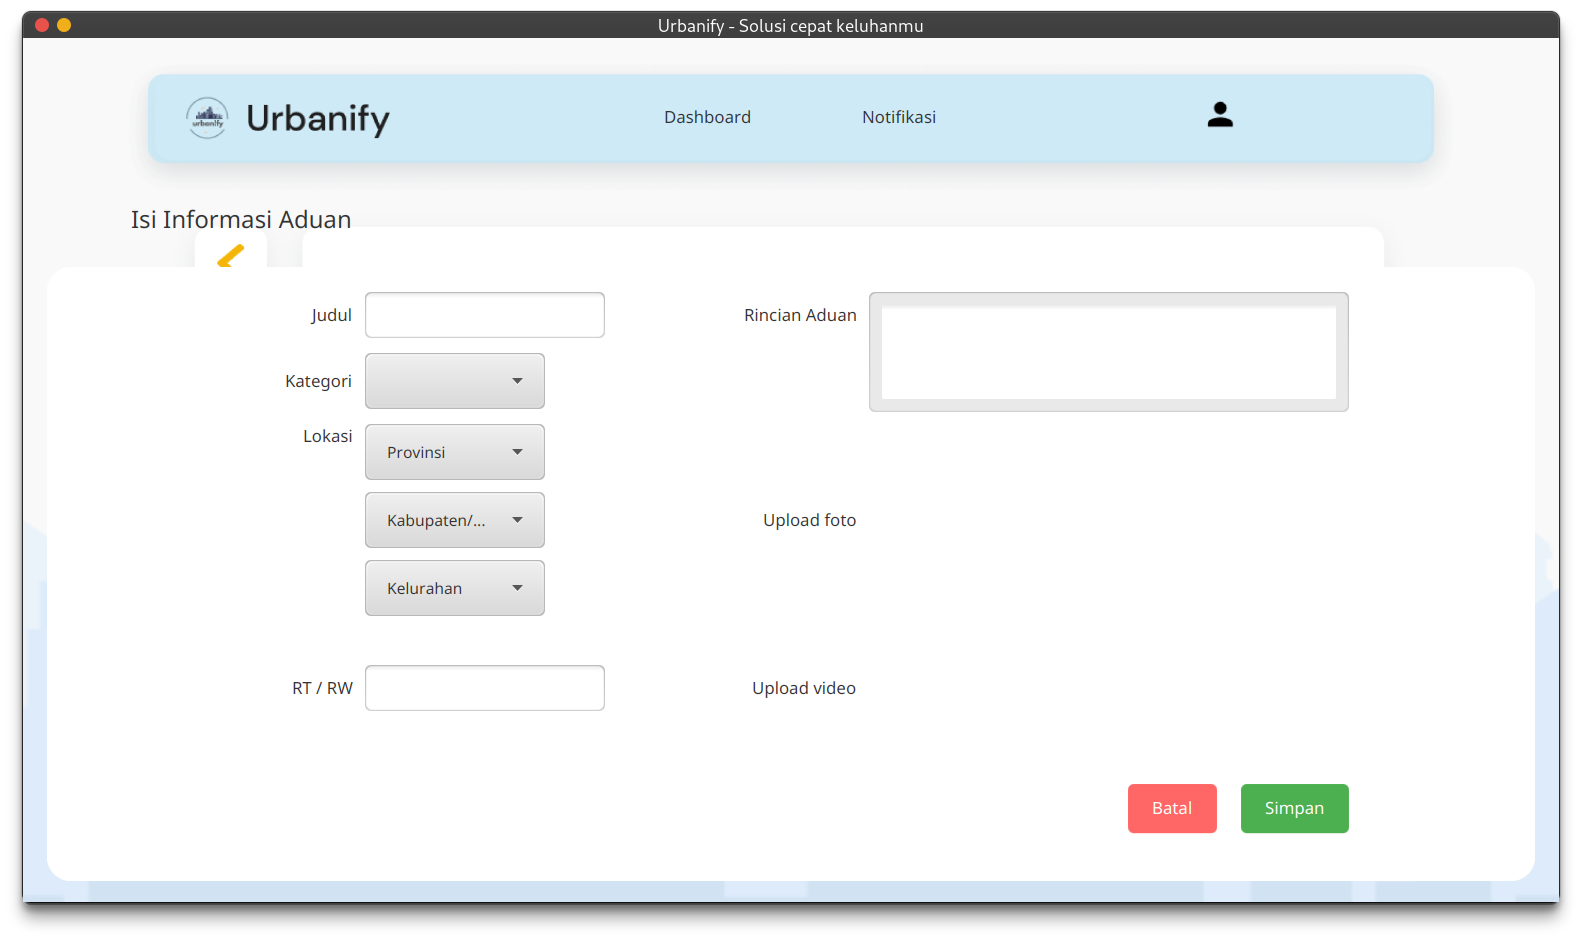 Urbanify - Solusi cepat keluhanmu
urbanify
Urbanify
Dashboard
Notifikasi
Isi Informasi Aduan
Judul
Rincian Aduan
Kategori
Lokasi
Provinsi
Kabupaten/...
Upload foto
Kelurahan
RT / RW
Upload video
Batal
Simpan